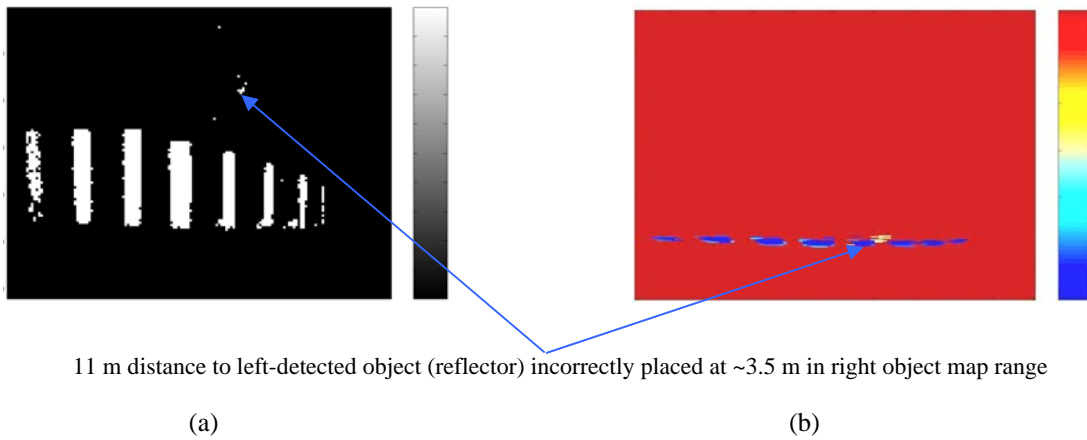 11 m distance to left-detected object (reflector) incorrectly placed at ~3.5 m in right object map range
(a)
(b)